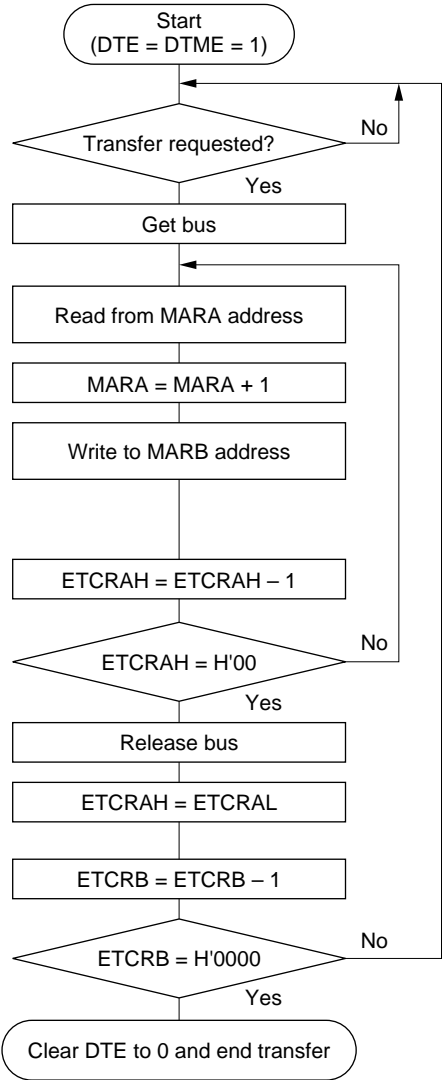 Start
(DTE = DTME = 1)
Transfer requested?
No
Yes
Get bus
Read from MARA address
MARA = MARA + 1
Write to MARB address
ETCRAH = ETCRAH – 1
ETCRAH = H'00
No
Yes
Release bus
ETCRAH = ETCRAL
ETCRB = ETCRB – 1
ETCRB = H'0000
No
Yes
Clear DTE to 0 and end transfer